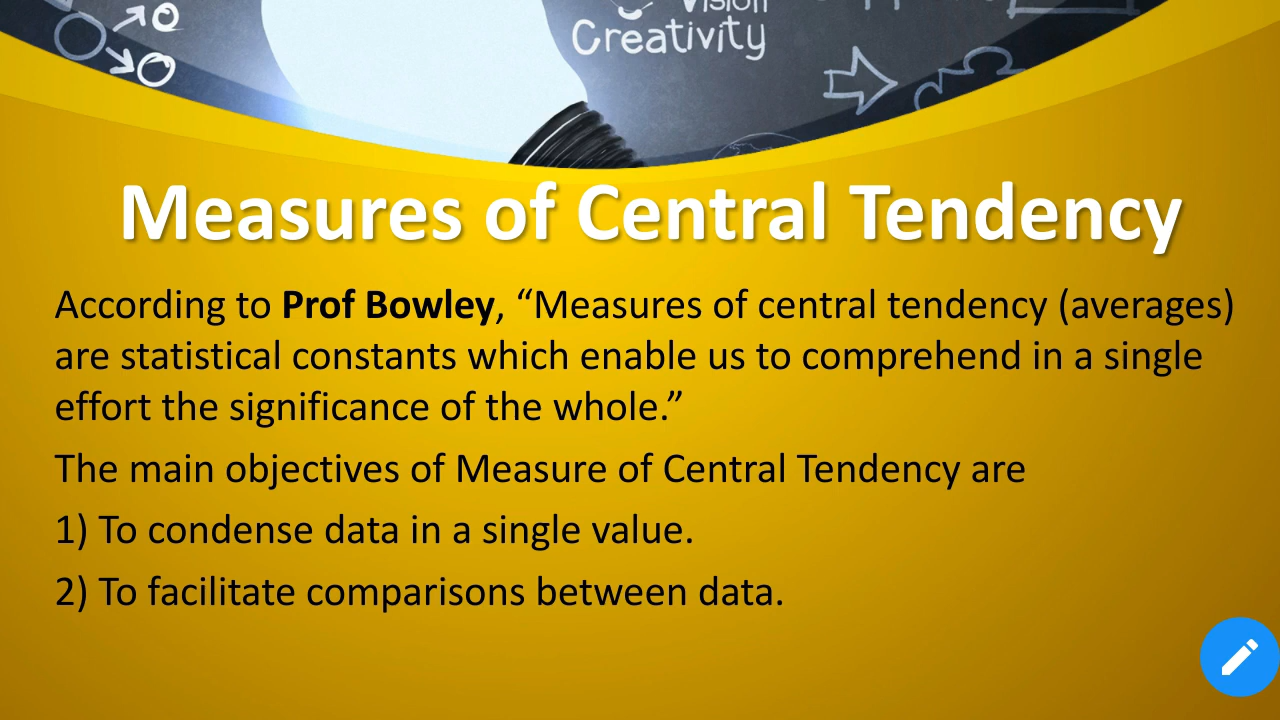 Vision
Creativity
Measures of Central Tendency
According to Prof Bowley, “Measures of central tendency (averages)
are statistical constants which enable us to comprehend in a single
effort the significance of the whole.”
The main objectives of Measure of Central Tendency are
1) To condense data in a single value.
2) To facilitate comparisons between data.